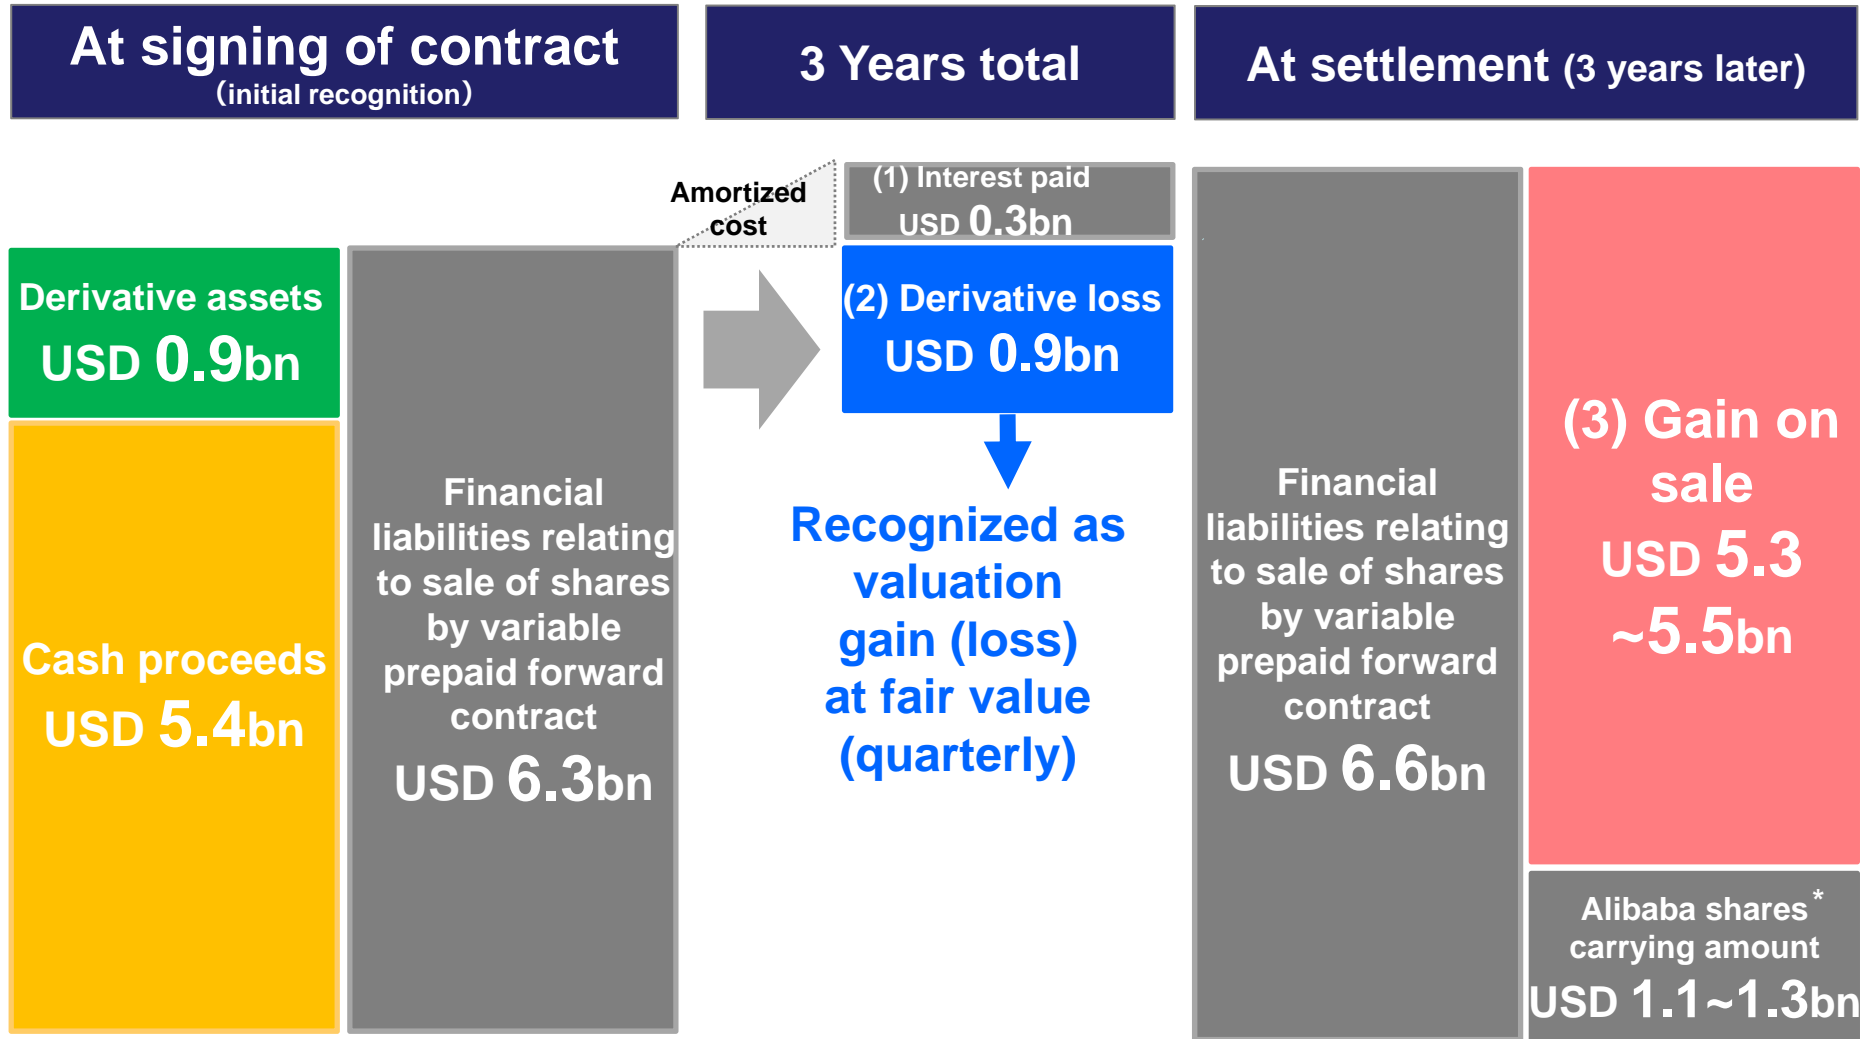 At signing of contract
（initial recognition）
3 Years total
At settlement (3 years later)
Amortized
cost
(1) Interest paid
USD 0.3bn
Derivative assets
USD 0.9bn
(2) Derivative loss
USD 0.9bn
Cash proceeds
USD 5.4bn
Financial
liabilities relating
to sale of shares
by variable
prepaid forward
contract
USD 6.3bn
Recognized as
valuation
gain (loss)
at fair value
(quarterly)
Financial
liabilities relating
to sale of shares
by variable
prepaid forward
contract
USD 6.6bn
(3) Gain on
sale
USD 5.3
~5.5bn
Alibaba shares*
carrying amount
USD 1.1~1.3bn